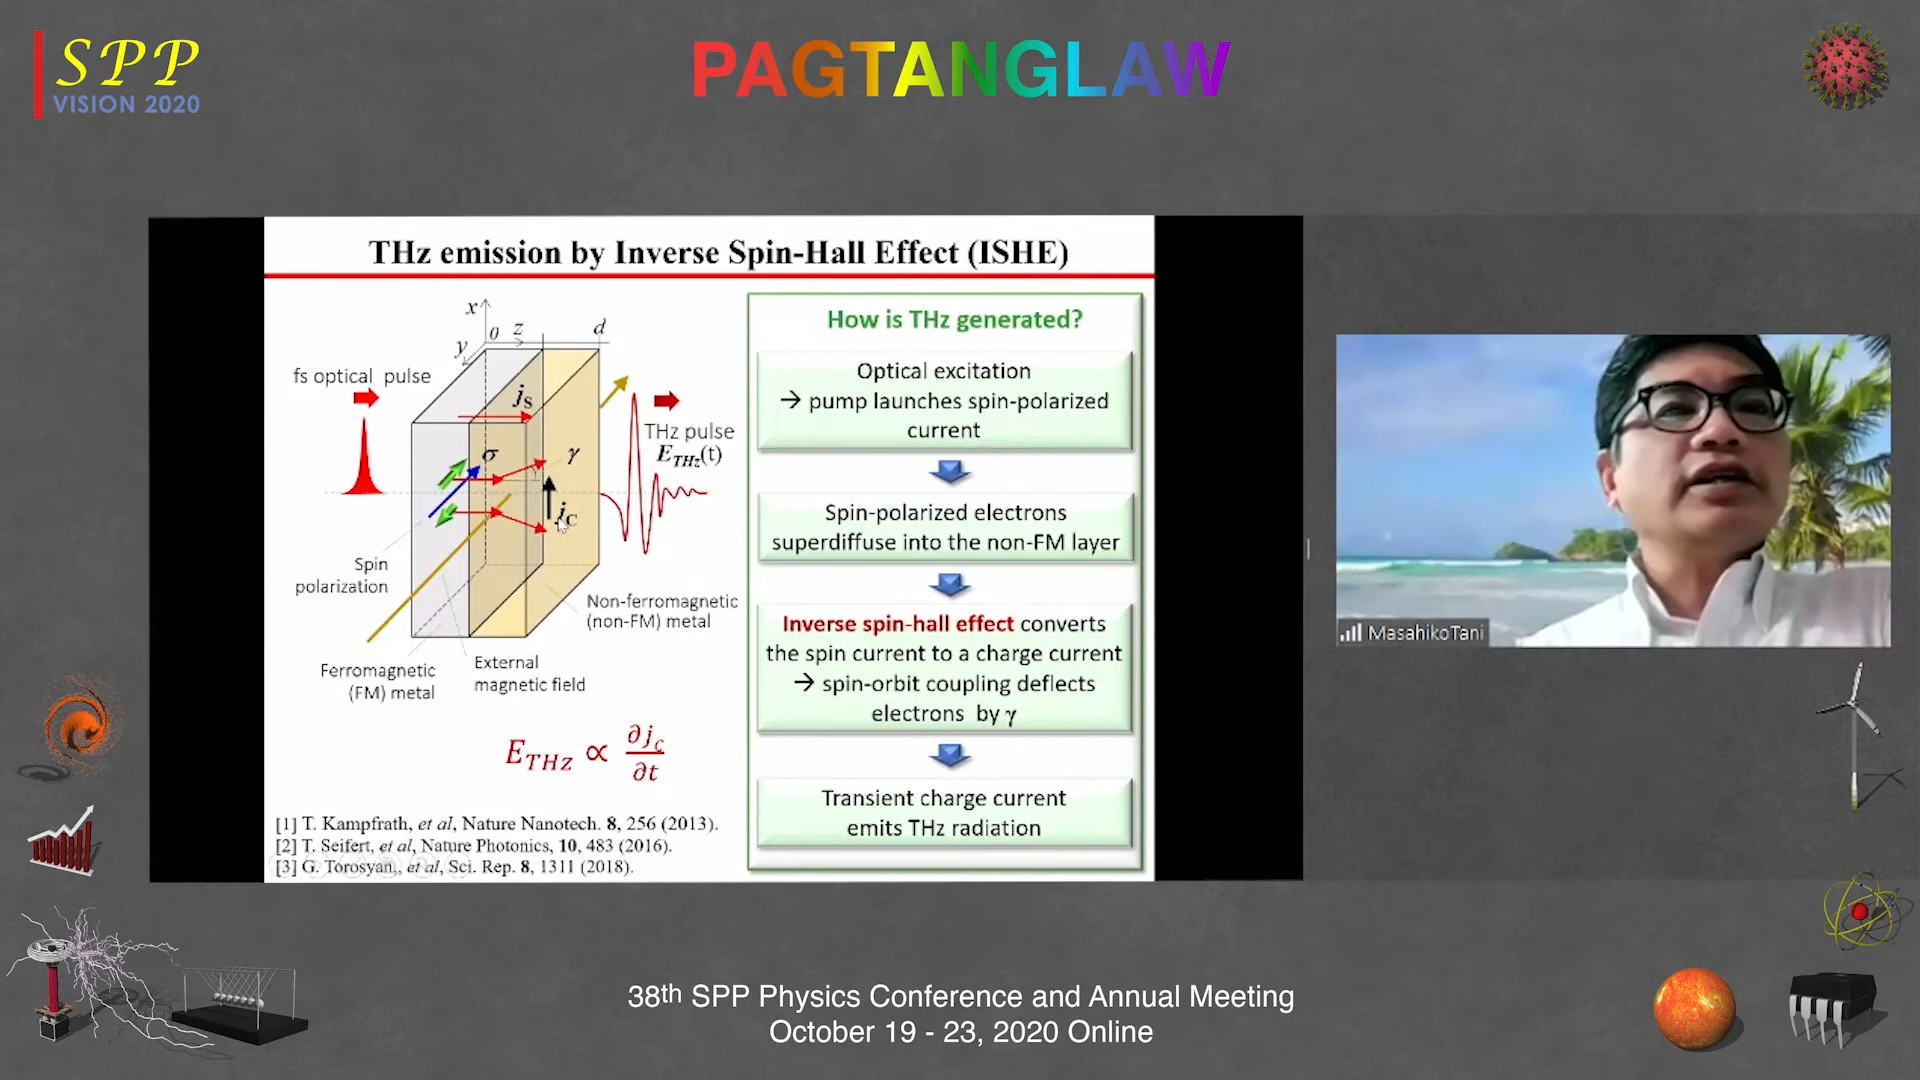 SPP
VISION 2020
PAGTANGLAW
THz emission by Inverse Spin-Hall Effect (ISHE)
x
0
z
d
y
fs optical pulse
jS
THz pulse
ETHz(t)
σ
γ
jC
Spin
polarization
Non-ferromagnetic
(non-FM) metal
Ferromagnetic
(FM) metal
External
magnetic field
E_THz ∝ ∂j_c/∂t
[1] T. Kampfrath, et al, Nature Nanotech. 8, 256 (2013).
[2] T. Seifert, et al, Nature Photonics, 10, 483 (2016).
[3] G. Torosyan,, et al, Sci. Rep. 8, 1311 (2018).
How is THz generated?
Optical excitation
→ pump launches spin-polarized
current
Spin-polarized electrons
superdiffuse into the non-FM layer
Inverse spin-hall effect converts
the spin current to a charge current
→ spin-orbit coupling deflects
electrons by γ
Transient charge current
emits THz radiation
MasahikoTani
38th SPP Physics Conference and Annual Meeting
October 19 - 23, 2020 Online